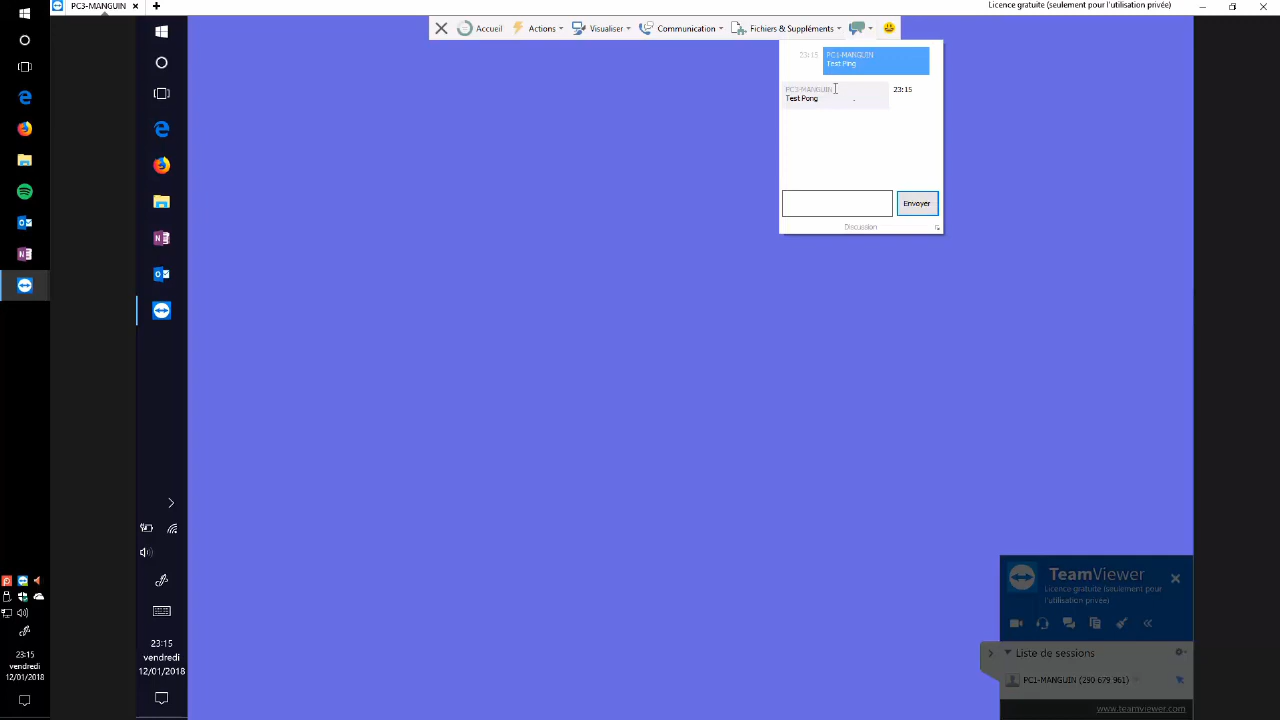 PC3-MANGUIN
Licence gratuite (seulement pour l'utilisation privée)
Accueil
Actions
Visualiser
Communication
Fichiers & Suppléments
23:15
PC1-MANGUIN
Test Ping
PC3-MANGUIN
23:15
Test Pong
Envoyer
Discussion
TeamViewer
Licence gratuite (seulement pour
l'utilisation privée)
Liste de sessions
PC1-MANGUIN (290 679 961)
www.teamviewer.com
23:15
vendredi
12/01/2018
23:15
vendredi
12/01/2018